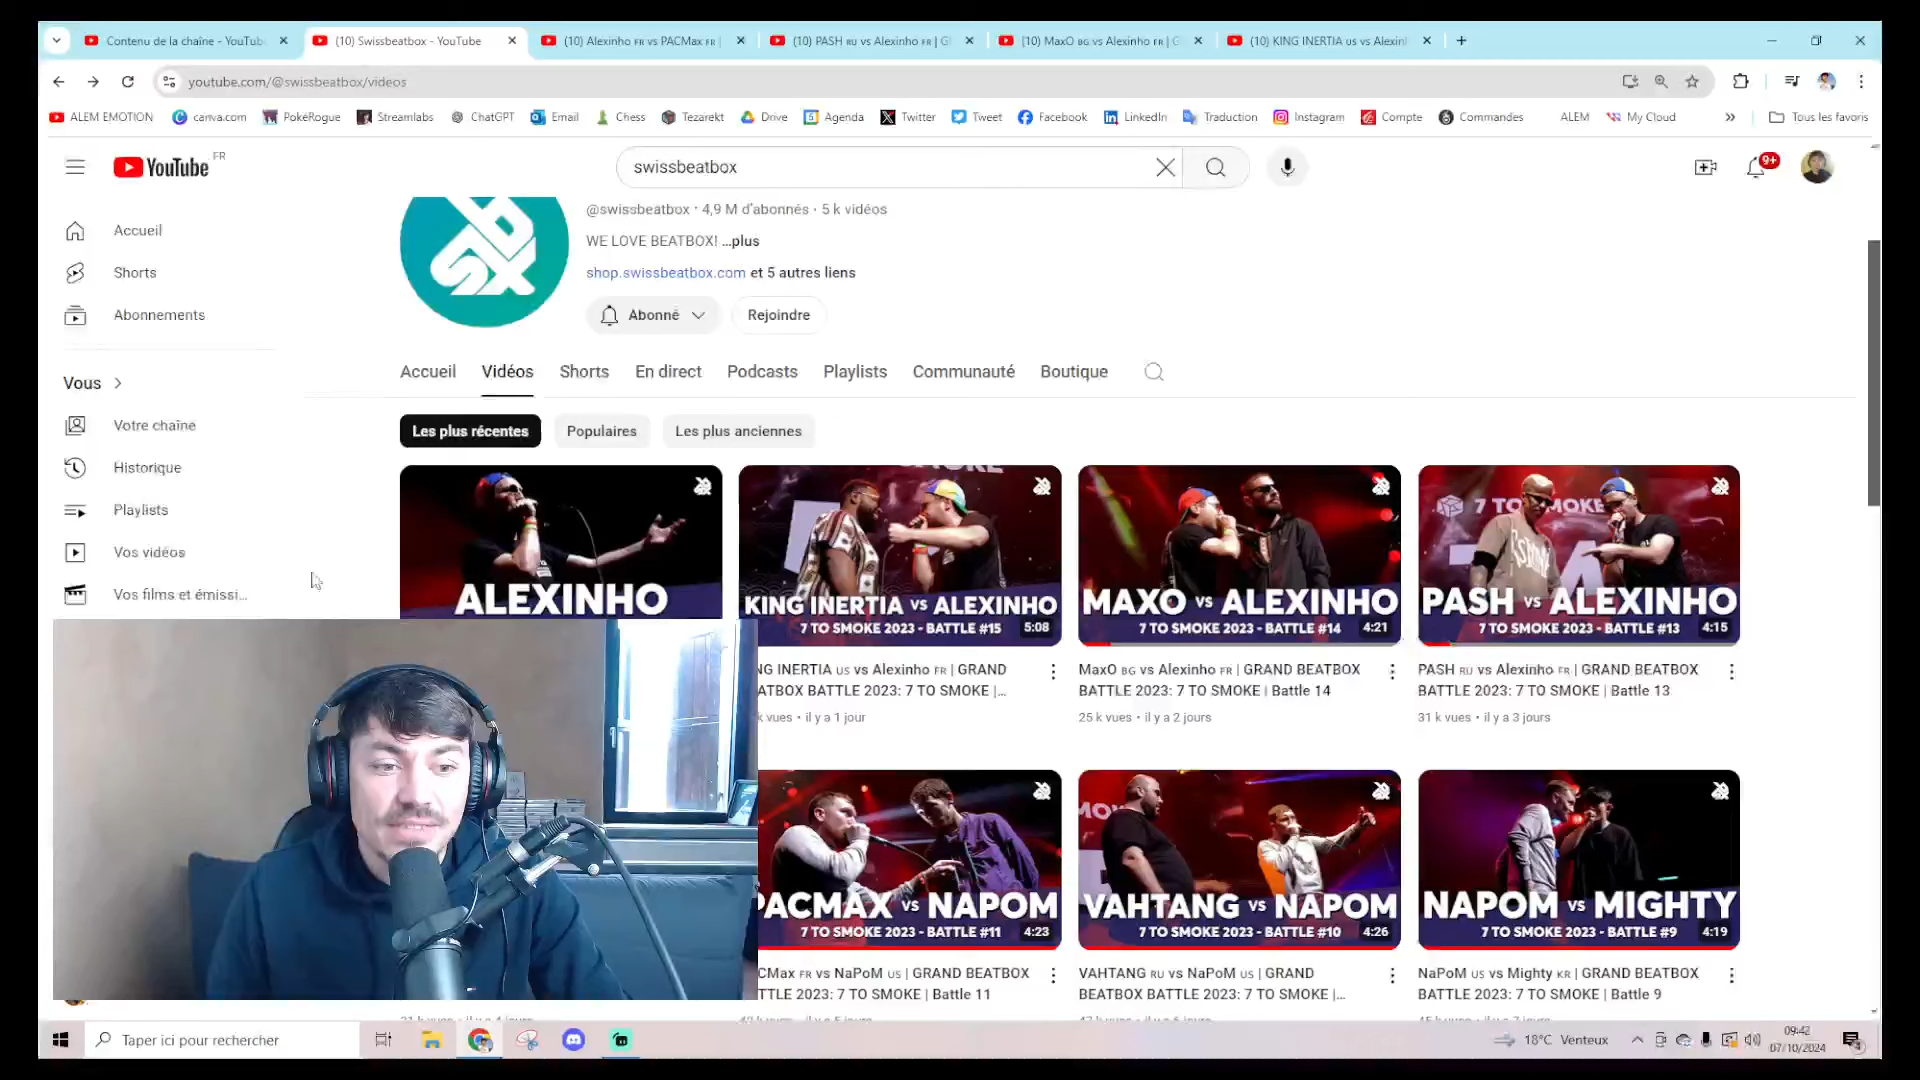 Contenu de la chaîne - YouTub
(10) Swissbeatbox - YouTube
(10) Alexinho FR vs PACMax FR |
(10) PASH RU vs Alexinho FR | G
(10) MaxO BG vs Alexinho FR | G
(10) KING INERTIA US vs Alexin
youtube.com/@swissbeatbox/videos
ALEM EMOTION
canva.com
PokéRogue
Streamlabs
ChatGPT
Email
Chess
Tezarekt
Drive
Agenda
Twitter
Tweet
Facebook
LinkedIn
Traduction
Instagram
Compte
Commandes
ALEM
My Cloud
»
Tous les favoris
YouTube FR
swissbeatbox
9+
Accueil
Shorts
Abonnements
Vous
Votre chaîne
Historique
Playlists
Vos vidéos
Vos films et émissi...
@swissbeatbox · 4,9 M d'abonnés · 5 k vidéos
WE LOVE BEATBOX! ...plus
shop.swissbeatbox.com et 5 autres liens
Abonné
Rejoindre
Accueil
Vidéos
Shorts
En direct
Podcasts
Playlists
Communauté
Boutique
Les plus récentes
Populaires
Les plus anciennes
ALEXINHO
KING INERTIA VS ALEXINHO
7 TO SMOKE 2023 - BATTLE #15
5:08
MAXO VS ALEXINHO
7 TO SMOKE 2023 - BATTLE #14
4:21
7 TO SMOKE
PASH VS ALEXINHO
7 TO SMOKE 2023 - BATTLE #13
4:15
NG INERTIA US vs Alexinho FR | GRAND
ATBOX BATTLE 2023: 7 TO SMOKE |...
k vues · il y a 1 jour
MaxO BG vs Alexinho FR | GRAND BEATBOX
BATTLE 2023: 7 TO SMOKE | Battle 14
25 k vues · il y a 2 jours
PASH RU vs Alexinho FR | GRAND BEATBOX
BATTLE 2023: 7 TO SMOKE | Battle 13
31 k vues · il y a 3 jours
PACMAX VS NAPOM
7 TO SMOKE 2023 - BATTLE #11
4:23
VAHTANG VS NAPOM
7 TO SMOKE 2023 - BATTLE #10
4:26
NAPOM VS MIGHTY
7 TO SMOKE 2023 - BATTLE #9
4:19
CMax FR vs NaPoM US | GRAND BEATBOX
TTLE 2023: 7 TO SMOKE | Battle 11
VAHTANG RU vs NaPoM US | GRAND
BEATBOX BATTLE 2023: 7 TO SMOKE |...
NaPoM US vs Mighty KR | GRAND BEATBOX
BATTLE 2023: 7 TO SMOKE | Battle 9
Taper ici pour rechercher
18°C Venteux
09:42
07/10/2024